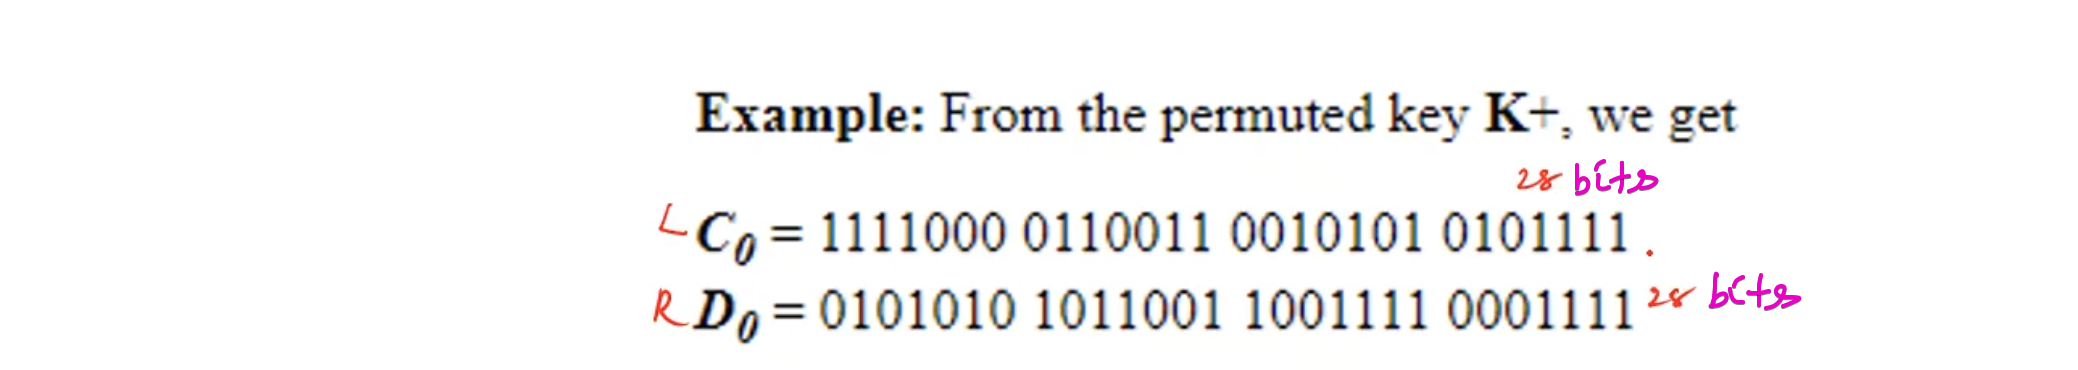 Example: From the permuted key K+, we get
28 bits
L C0 = 1111000 0110011 0010101 0101111 .
R D0 = 0101010 1011001 1001111 0001111 28 bits